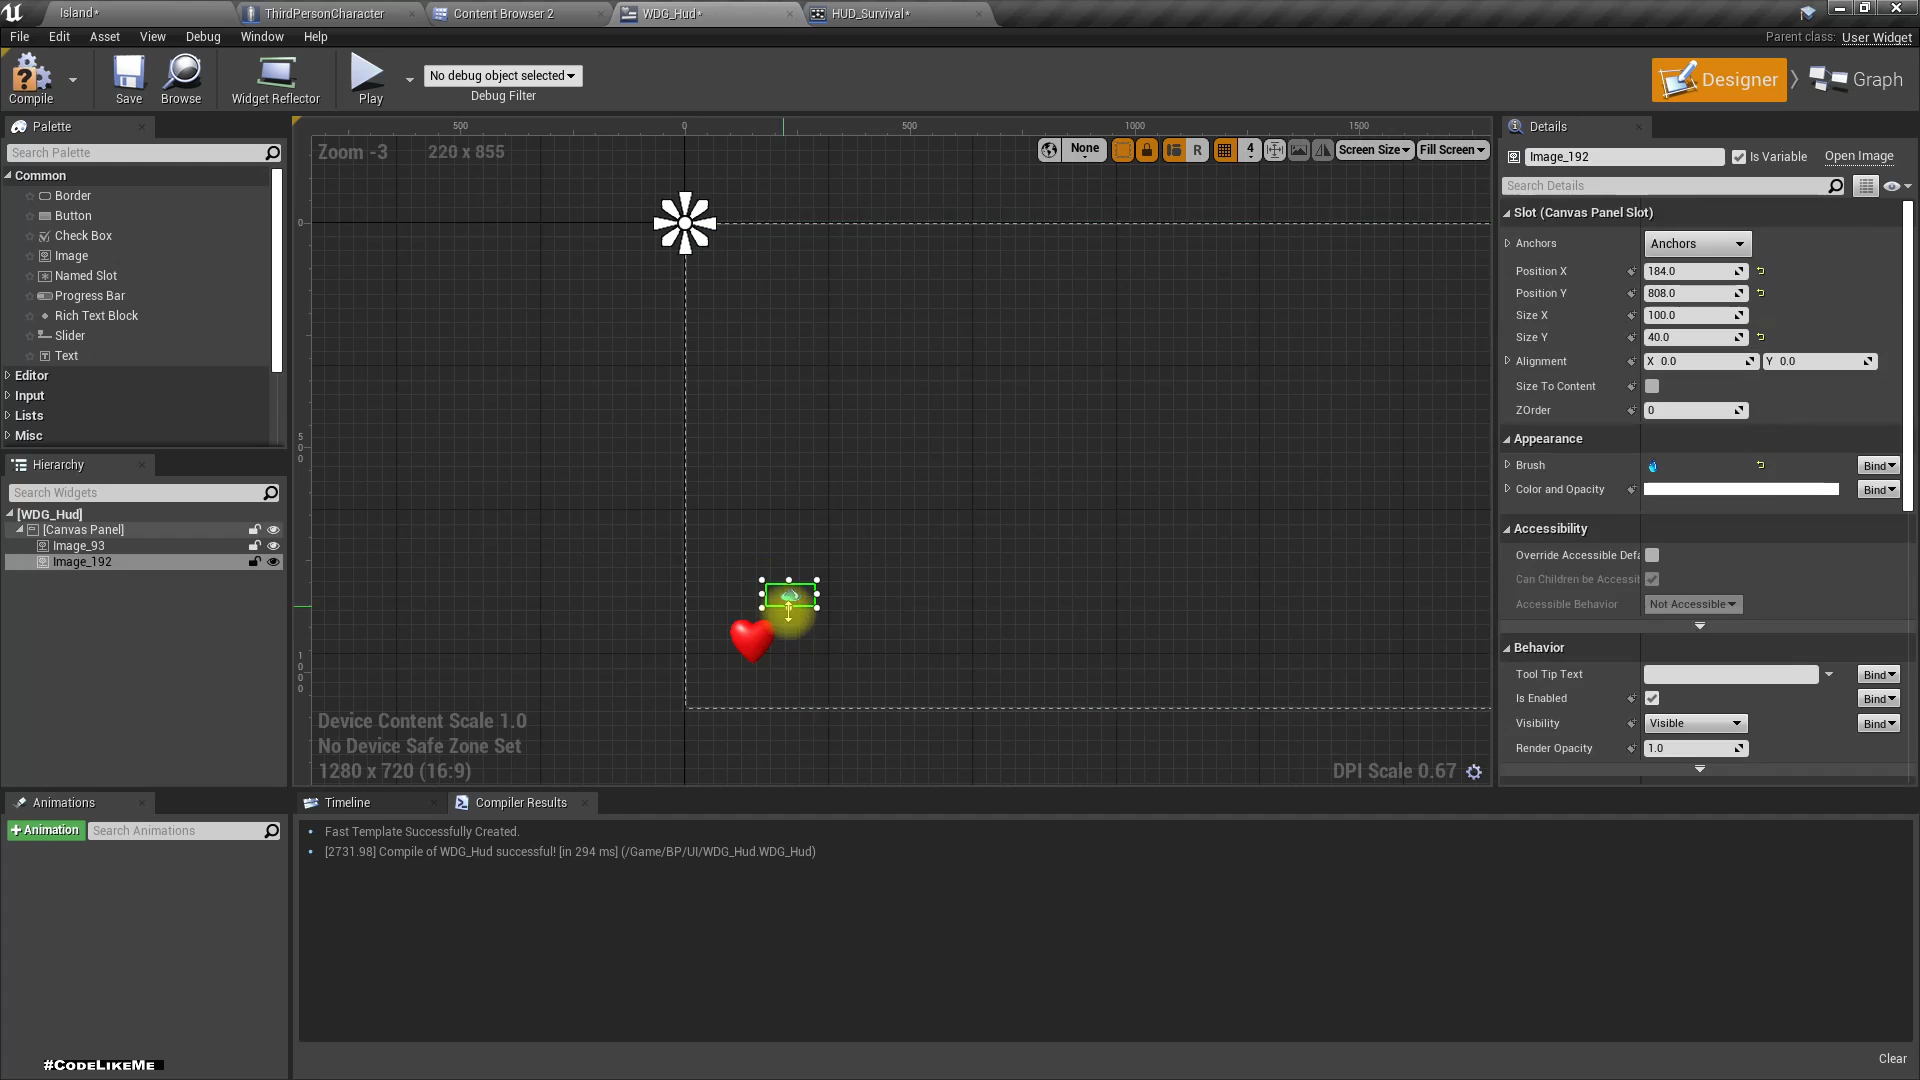 Island*
ThirdPersonCharacter
Content Browser 2
WDG_Hud*
HUD_Survival*
File Edit Asset View Debug Window Help
Parent class: User Widget
Compile
Save
Browse
Widget Reflector
Play
No debug object selected
Debug Filter
Designer
Graph
Palette
Search Palette
Common
Border
Button
Check Box
Image
Named Slot
Progress Bar
Rich Text Block
Slider
Text
Editor
Input
Lists
Misc
Hierarchy
Search Widgets
[WDG_Hud]
[Canvas Panel]
Image_93
Image_192
Animations
+Animation
Search Animations
#CodeLikeMe
500 0 500 1000 1500
Zoom -3 220 x 855
None
R
4
Screen Size
Fill Screen
0
500
1000
Device Content Scale 1.0
No Device Safe Zone Set
1280 x 720 (16:9)
DPI Scale 0.67
Timeline
Compiler Results
Fast Template Successfully Created.
[2731.98] Compile of WDG_Hud successful! [in 294 ms] (/Game/BP/UI/WDG_Hud.WDG_Hud)
Clear
Details
Image_192
Is Variable
Open Image
Search Details
Slot (Canvas Panel Slot)
Anchors Anchors
Position X 184.0
Position Y 808.0
Size X 100.0
Size Y 40.0
Alignment X 0.0 Y 0.0
Size To Content
ZOrder 0
Appearance
Brush Bind
Color and Opacity Bind
Accessibility
Override Accessible Defa
Can Children be Accessit
Accessible Behavior Not Accessible
Behavior
Tool Tip Text Bind
Is Enabled Bind
Visibility Visible Bind
Render Opacity 1.0